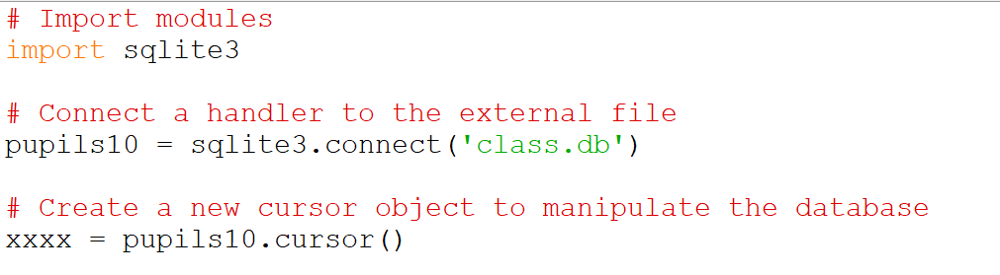 # Import modules
import sqlite3
# Connect a handler to the external file
pupils10 = sqlite3.connect('class.db')
# Create a new cursor object to manipulate the database
xxxx = pupils10.cursor()